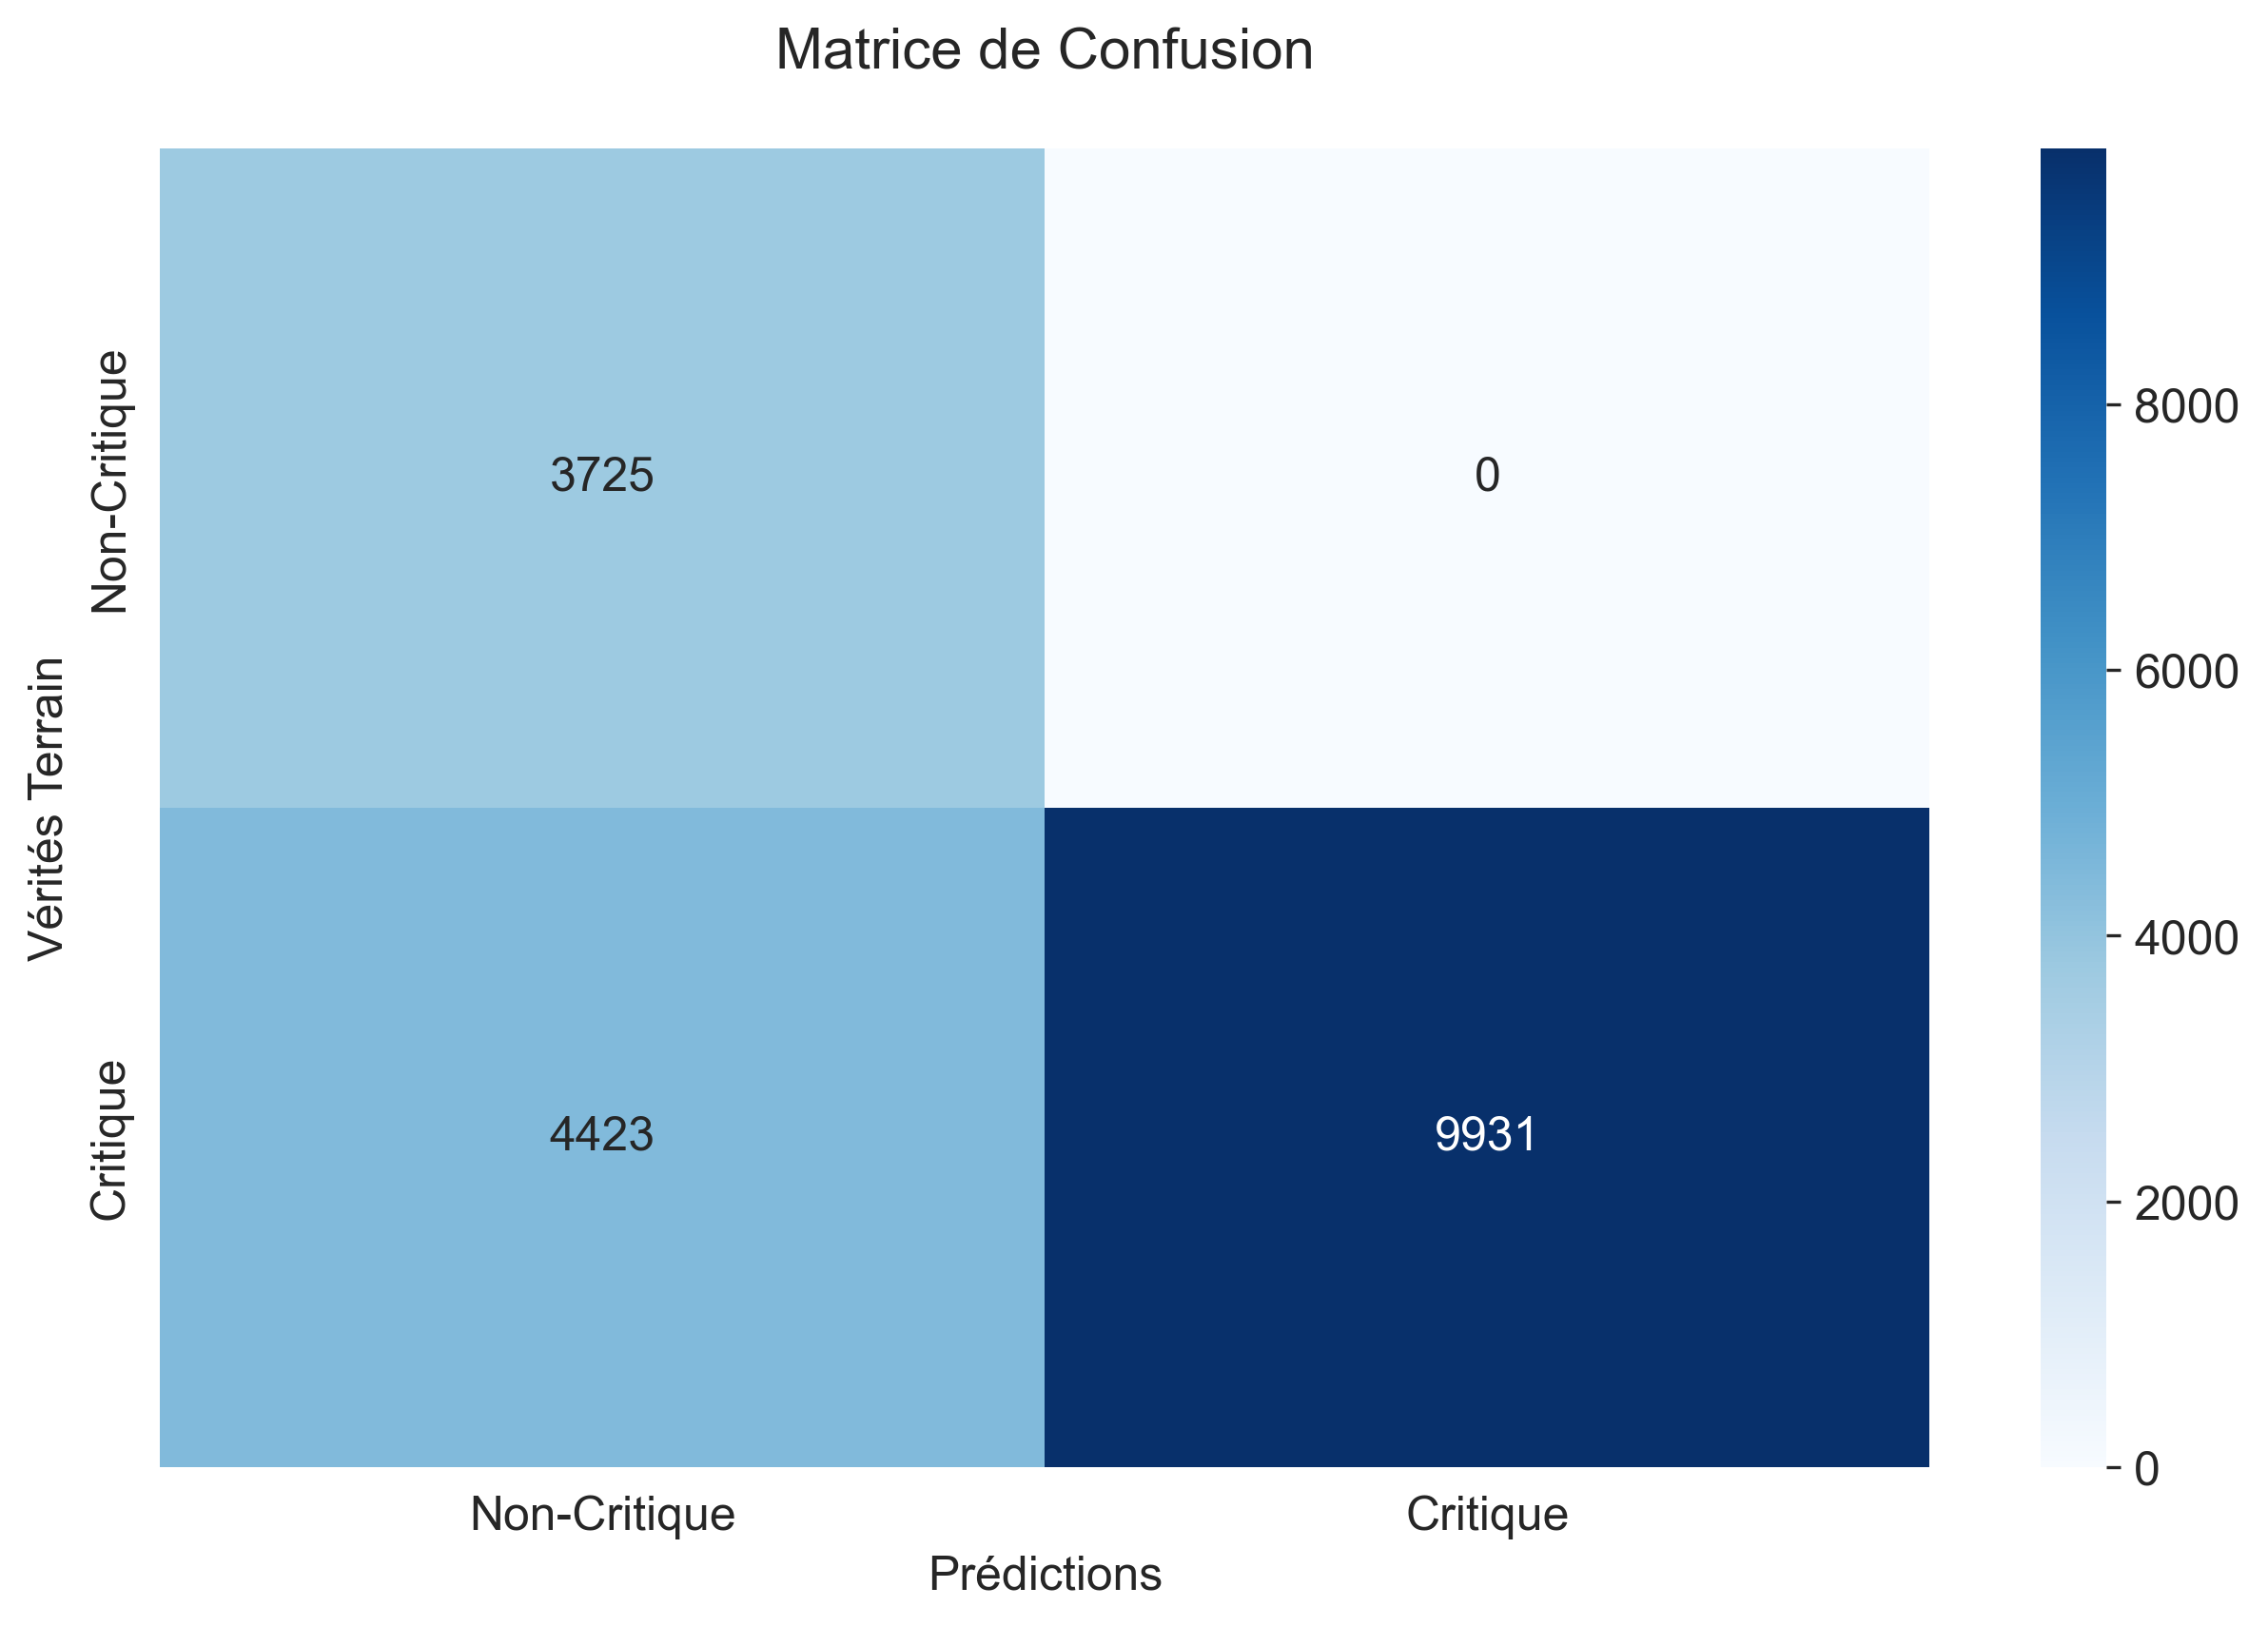 Matrice de Confusion
Vérités Terrain
Non-Critique
Critique
3725
0
4423
9931
Non-Critique
Critique
Prédictions
8000
6000
4000
2000
0